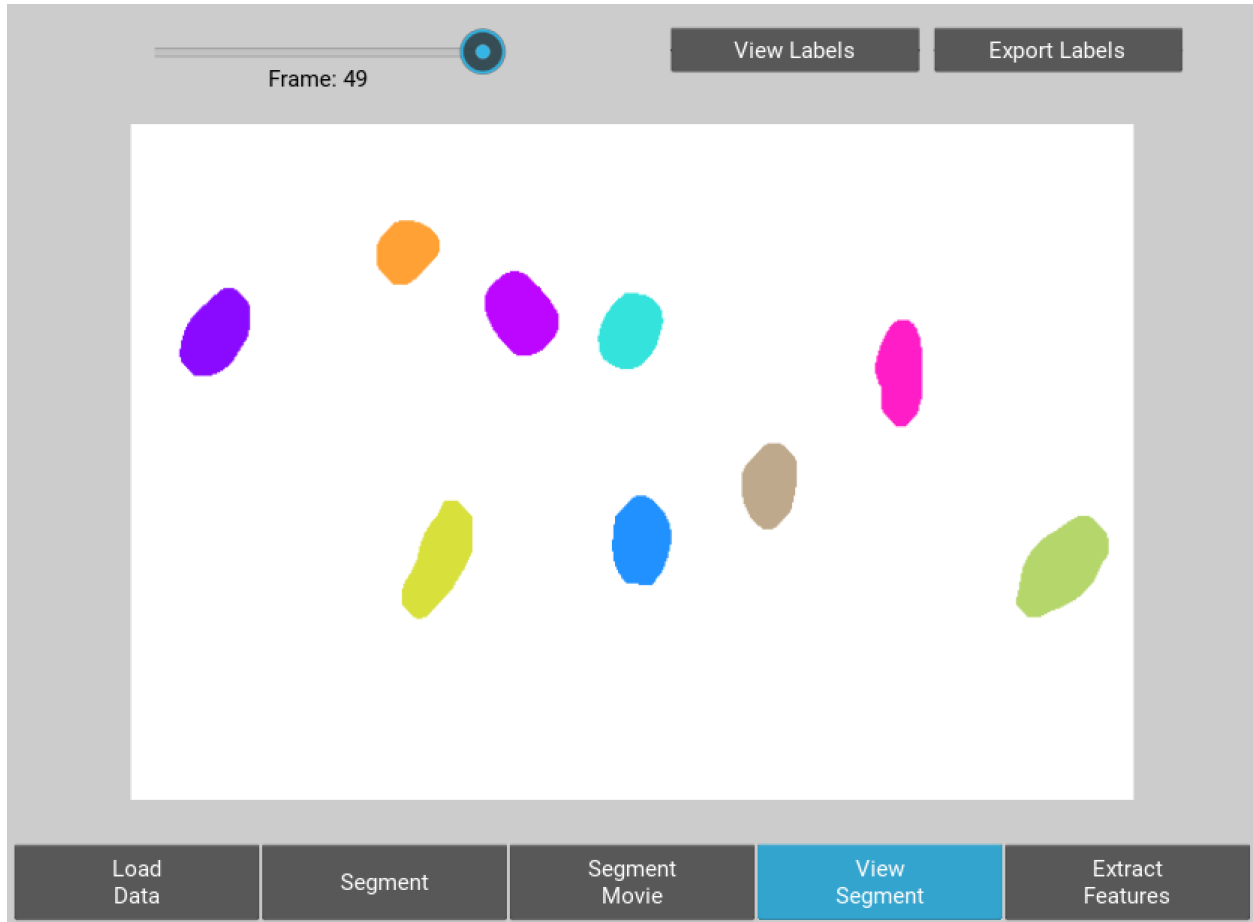 View Labels
Export Labels
Frame: 49
Load
Data
Segment
Segment
Movie
View
Segment
Extract
Features